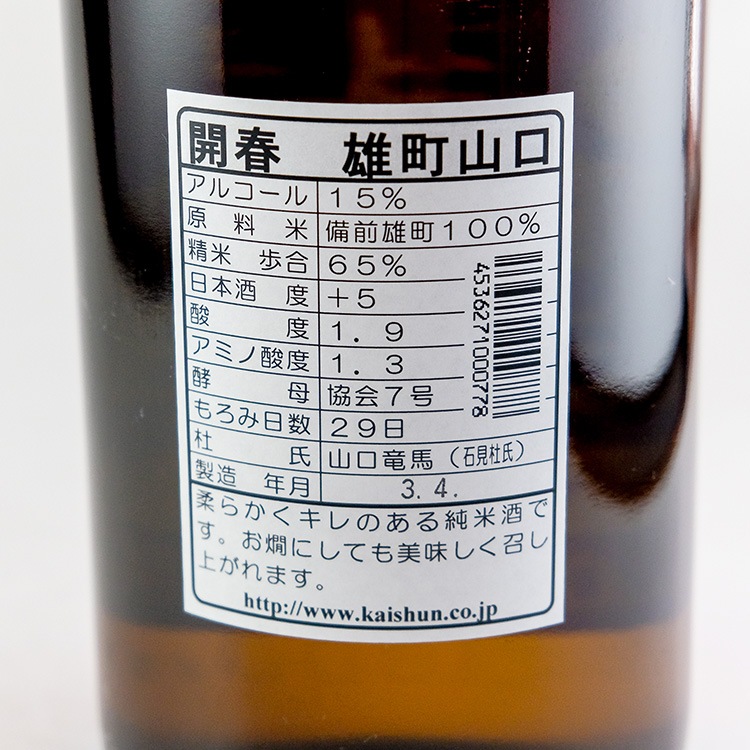 開春 雄町山口
アルコール 15%
原料米 備前雄町100%
精米歩合 65%
日本酒度 +5
酸度 1.9
アミノ酸度 1.3
酵母 協会7号
もろみ日数 29日
杜氏 山口竜馬(石見杜氏)
製造年月 3.4.
4536271000778
柔らかくキレのある純米酒で
す。お燗にしても美味しく召し
上がれます。
http://www.kaishun.co.jp